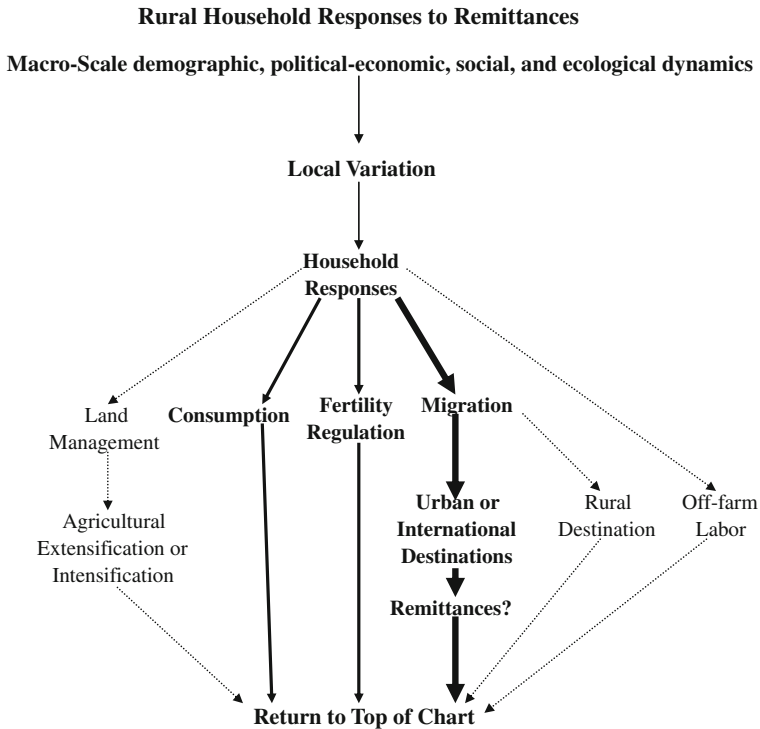 Rural Household Responses to Remittances
Macro-Scale demographic, political-economic, social, and ecological dynamics
Local Variation
Household
Responses
Land
Management
Consumption
Fertility
Regulation
Migration
Agricultural
Extensification or
Intensification
Urban or
International
Destinations
Rural
Destination
Off-farm
Labor
Remittances?
Return to Top of Chart